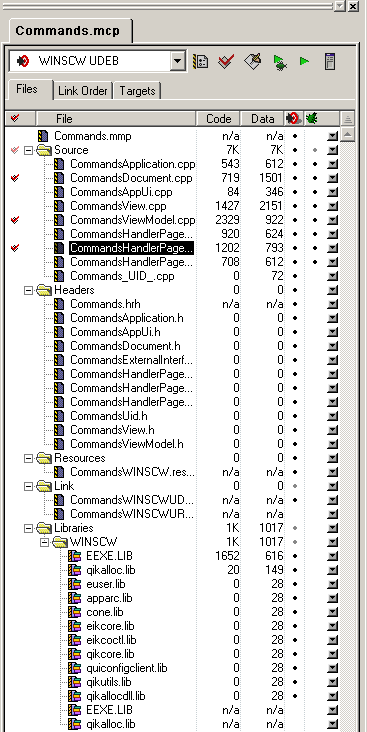 Commands.mcp
WINSCW UDEB
Files Link Order Targets
File Code Data
Commands.mmp n/a n/a
Source 7K 7K
CommandsApplication.cpp 543 612
CommandsDocument.cpp 719 1501
CommandsAppUi.cpp 84 346
CommandsView.cpp 1427 2151
CommandsViewModel.cpp 2329 922
CommandsHandlerPage... 920 624
CommandsHandlerPage... 1202 793
CommandsHandlerPage... 708 612
Commands_UID_.cpp 0 72
Headers 0 0
Commands.hrh n/a n/a
CommandsApplication.h 0 0
CommandsAppUi.h 0 0
CommandsDocument.h 0 0
CommandsExternalInterf... 0 0
CommandsHandlerPage... 0 0
CommandsHandlerPage... 0 0
CommandsHandlerPage... 0 0
CommandsUid.h 0 0
CommandsView.h 0 0
CommandsViewModel.h 0 0
Resources 0 0
CommandsWINSCW.res... n/a n/a
Link 0 0
CommandsWINSCWUD... n/a n/a
CommandsWINSCWUR... n/a n/a
Libraries 1K 1017
WINSCW 1K 1017
EEXE.LIB 1652 616
qikalloc.lib 20 149
euser.lib 0 28
apparc.lib 0 28
cone.lib 0 28
eikcore.lib 0 28
eikcoctl.lib 0 28
qikcore.lib 0 28
quiconfigclient.lib 0 28
qikutils.lib 0 28
qikallocdll.lib 0 28
EEXE.LIB n/a n/a
qikalloc.lib n/a n/a